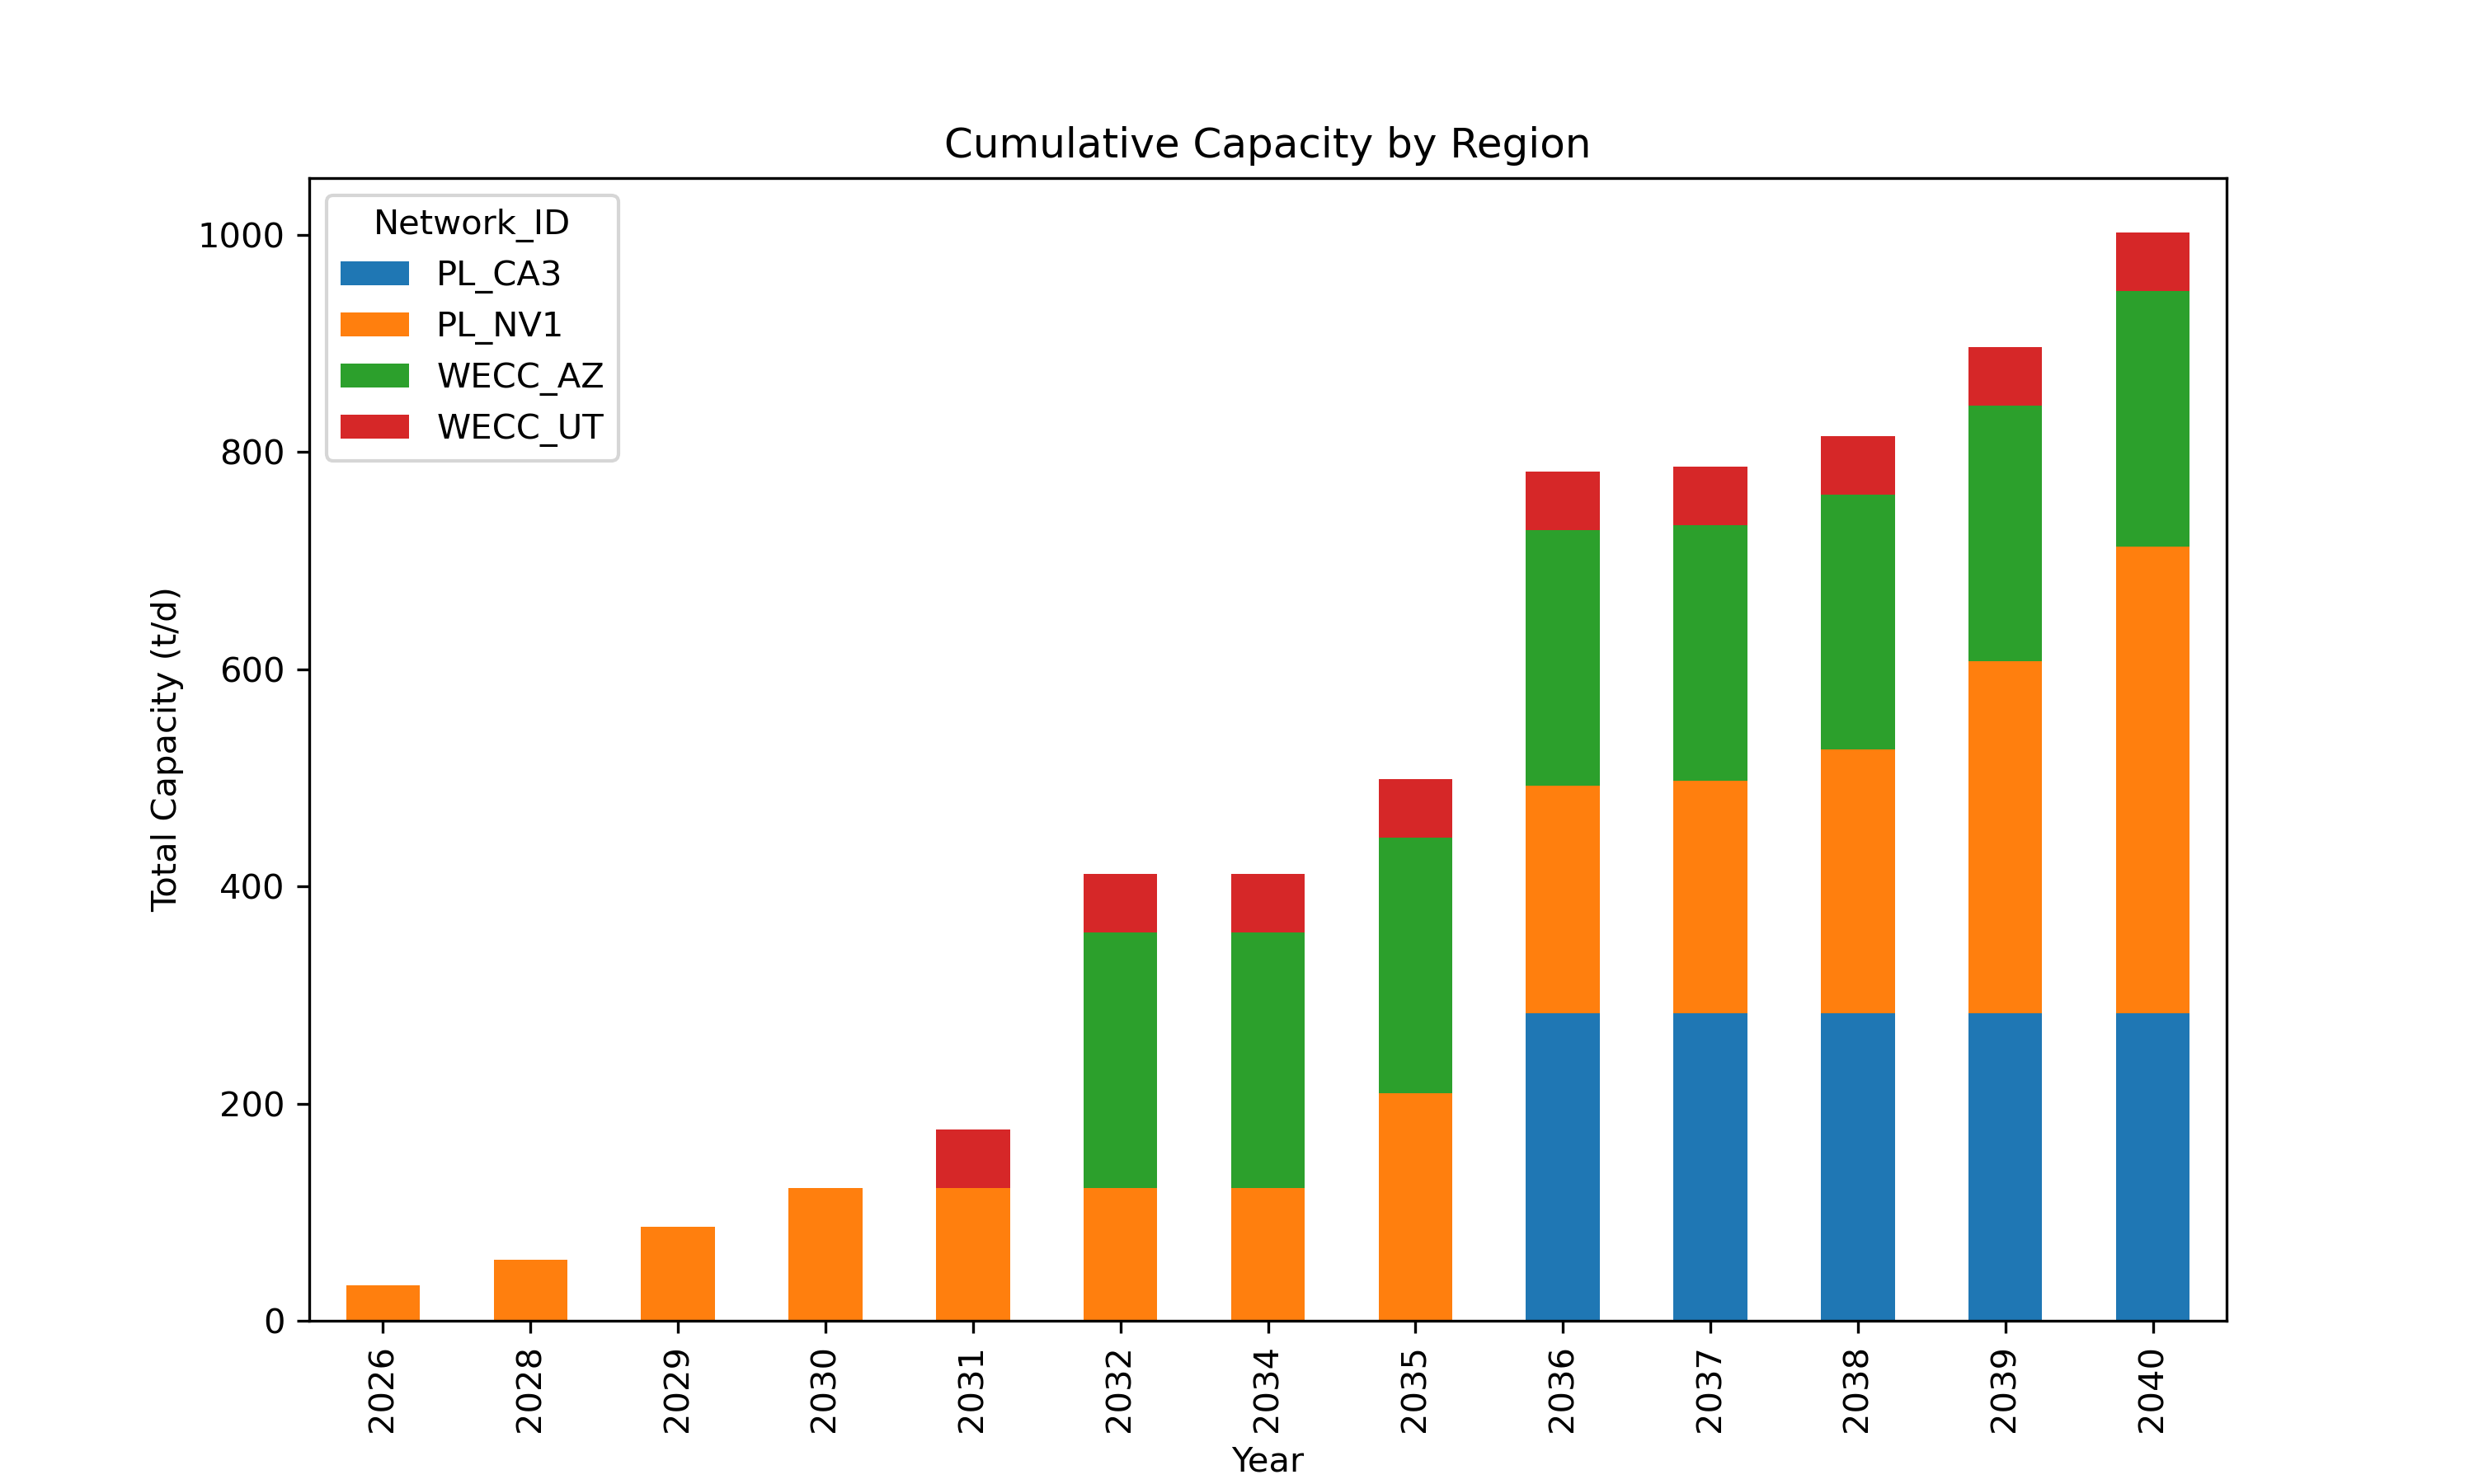 Cumulative Capacity by Region
Network_ID
PL_CA3
PL_NV1
WECC_AZ
WECC_UT
Total Capacity (t/d)
1000
800
600
400
200
0
2026
2028
2029
2030
2031
2032
2034
2035
2036
2037
2038
2039
2040
Year